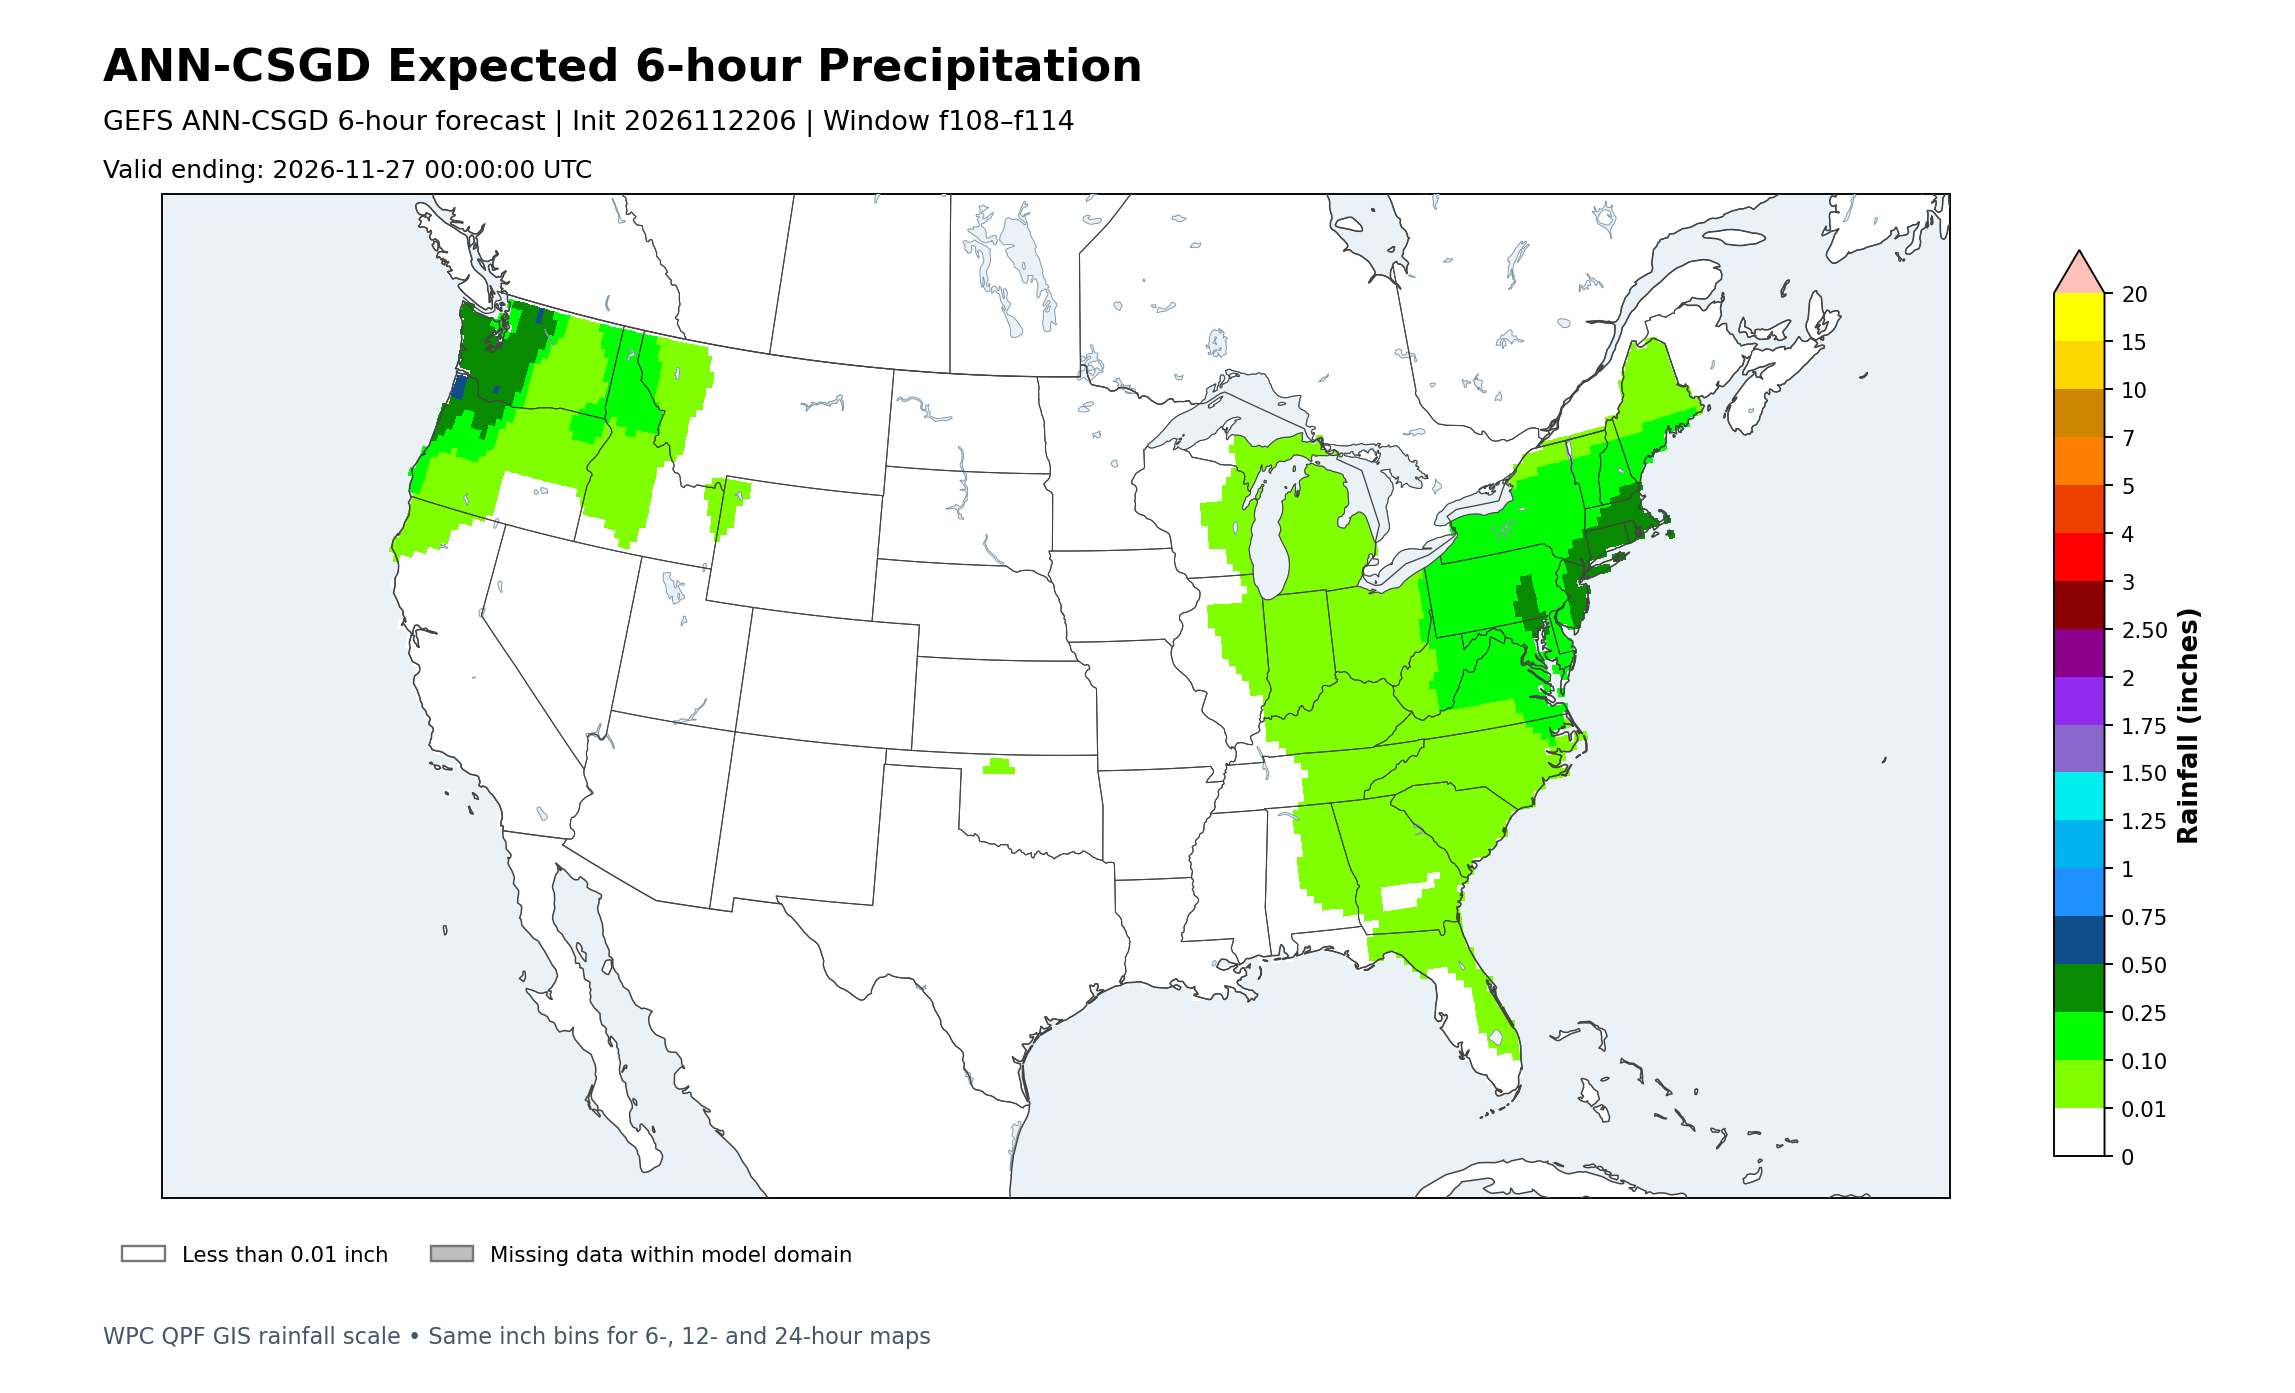 ANN-CSGD Expected 6-hour Precipitation
GEFS ANN-CSGD 6-hour forecast | Init 2026112206 | Window f108–f114
Valid ending: 2026-11-27 00:00:00 UTC
20
15
10
7
5
4
3
2.50
2
1.75
1.50
1.25
1
0.75
0.50
0.25
0.10
0.01
0
Rainfall (inches)
Less than 0.01 inch
Missing data within model domain
WPC QPF GIS rainfall scale • Same inch bins for 6-, 12- and 24-hour maps